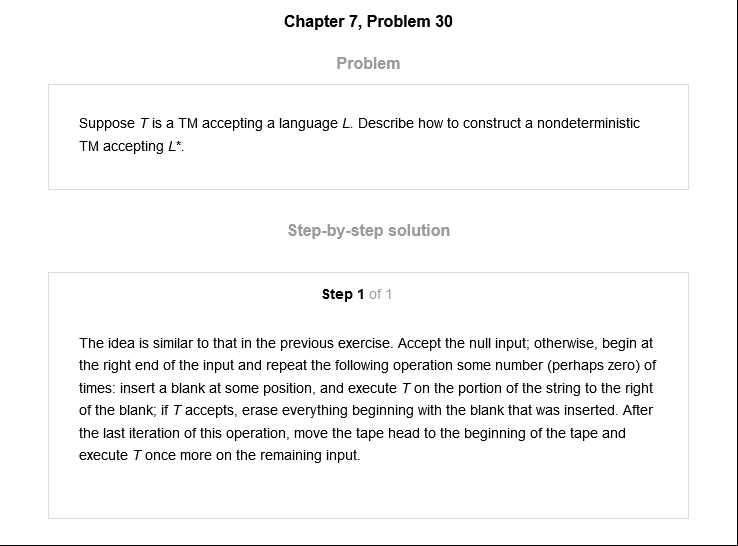 Chapter 7, Problem 30
Problem
Suppose T is a TM accepting a language L. Describe how to construct a nondeterministic
TM accepting L*.
Step-by-step solution
Step 1 of 1
The idea is similar to that in the previous exercise. Accept the null input; otherwise, begin at
the right end of the input and repeat the following operation some number (perhaps zero) of
times: insert a blank at some position, and execute T on the portion of the string to the right
of the blank; if T accepts, erase everything beginning with the blank that was inserted. After
the last iteration of this operation, move the tape head to the beginning of the tape and
execute T once more on the remaining input.